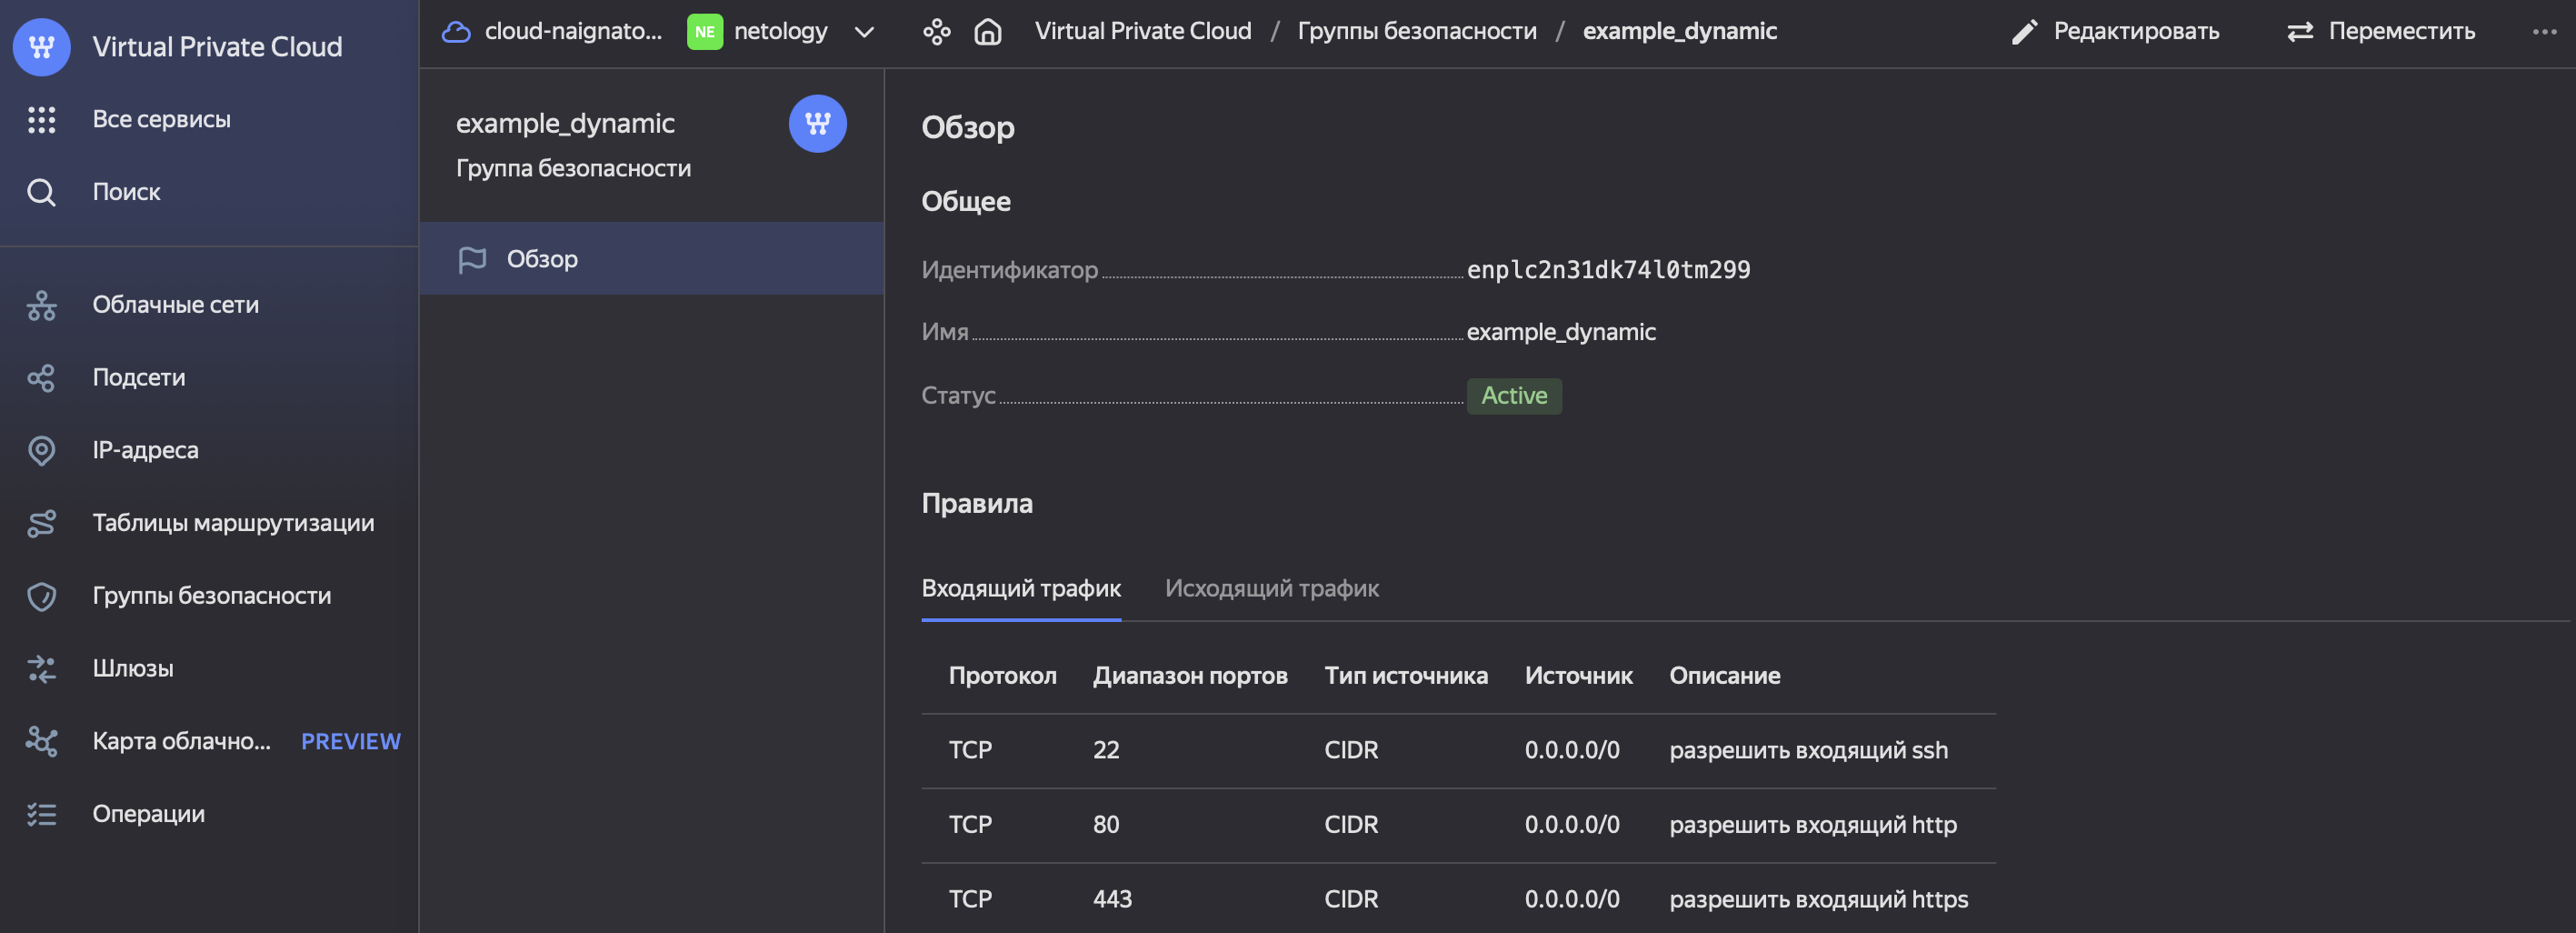 Virtual Private Cloud
Все сервисы
Поиск
Облачные сети
Подсети
IP-адреса
Таблицы маршрутизации
Группы безопасности
Шлюзы
Карта облачно... PREVIEW
Операции
cloud-naignato... NE netology
Virtual Private Cloud / Группы безопасности / example_dynamic
Редактировать Переместить
example_dynamic
Группа безопасности
Обзор
Обзор
Общее
Идентификатор enplc2n31dk74l0tm299
Имя example_dynamic
Статус Active
Правила
Входящий трафик Исходящий трафик
Протокол Диапазон портов Тип источника Источник Описание
TCP 22 CIDR 0.0.0.0/0 разрешить входящий ssh
TCP 80 CIDR 0.0.0.0/0 разрешить входящий http
TCP 443 CIDR 0.0.0.0/0 разрешить входящий https